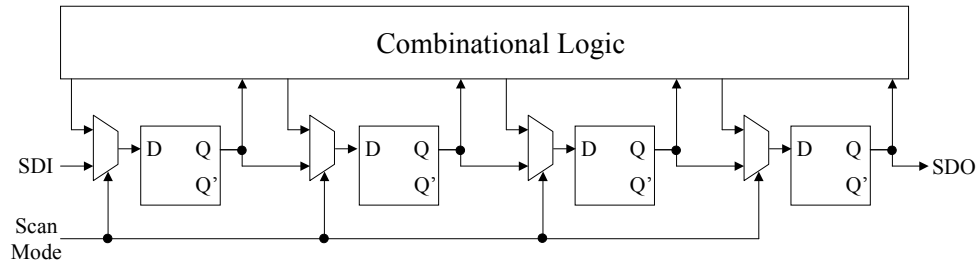 Combinational Logic
D Q
Q'
D Q
Q'
D Q
Q'
D Q
Q'
SDI
SDO
Scan
Mode